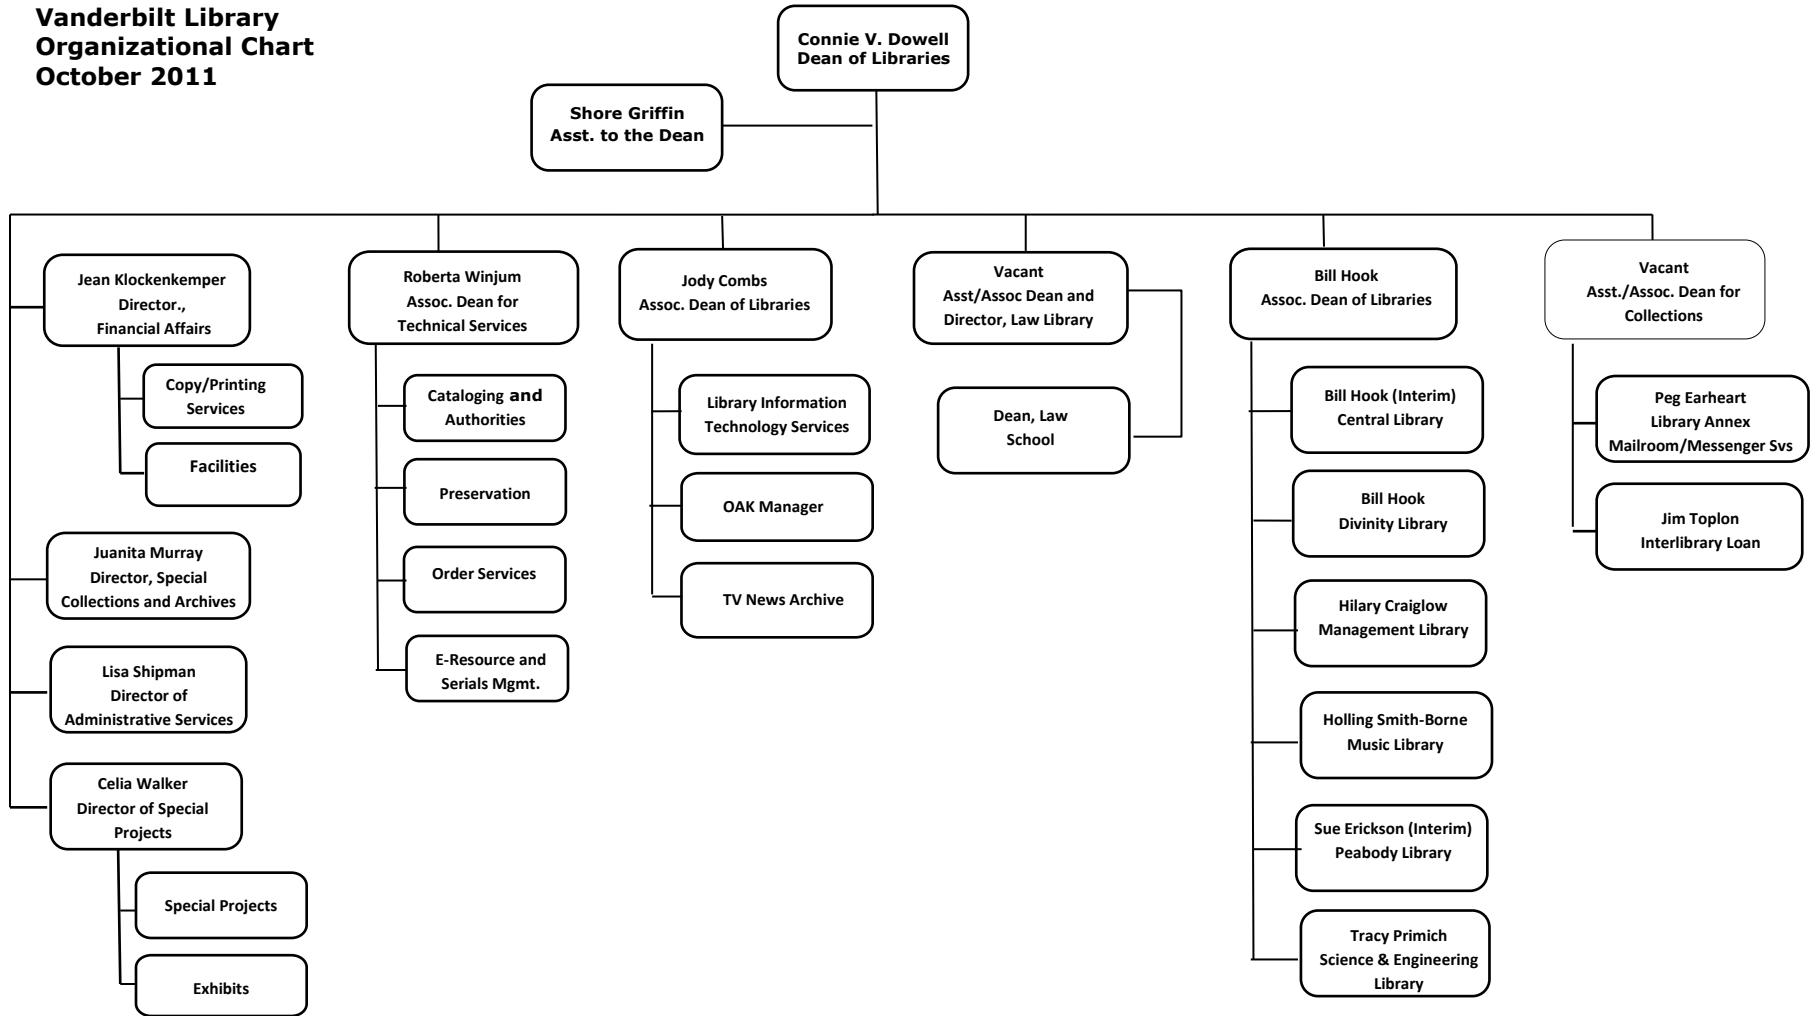 Vanderbilt Library
Organizational Chart
October 2011
Connie V. Dowell
Dean of Libraries
Shore Griffin
Asst. to the Dean
Jean Klockenkemper
Director.,
Financial Affairs
Copy/Printing
Services
Facilities
Juanita Murray
Director, Special
Collections and Archives
Lisa Shipman
Director of
Administrative Services
Celia Walker
Director of Special
Projects
Special Projects
Exhibits
Roberta Winjum
Assoc. Dean for
Technical Services
Cataloging and
Authorities
Preservation
Order Services
E-Resource and
Serials Mgmt.
Jody Combs
Assoc. Dean of Libraries
Library Information
Technology Services
OAK Manager
TV News Archive
Vacant
Asst/Assoc Dean and
Director, Law Library
Dean, Law
School
Bill Hook
Assoc. Dean of Libraries
Bill Hook (Interim)
Central Library
Bill Hook
Divinity Library
Hilary Craiglow
Management Library
Holling Smith-Borne
Music Library
Sue Erickson (Interim)
Peabody Library
Tracy Primich
Science & Engineering
Library
Vacant
Asst./Assoc. Dean for
Collections
Peg Earheart
Library Annex
Mailroom/Messenger Svs
Jim Toplon
Interlibrary Loan